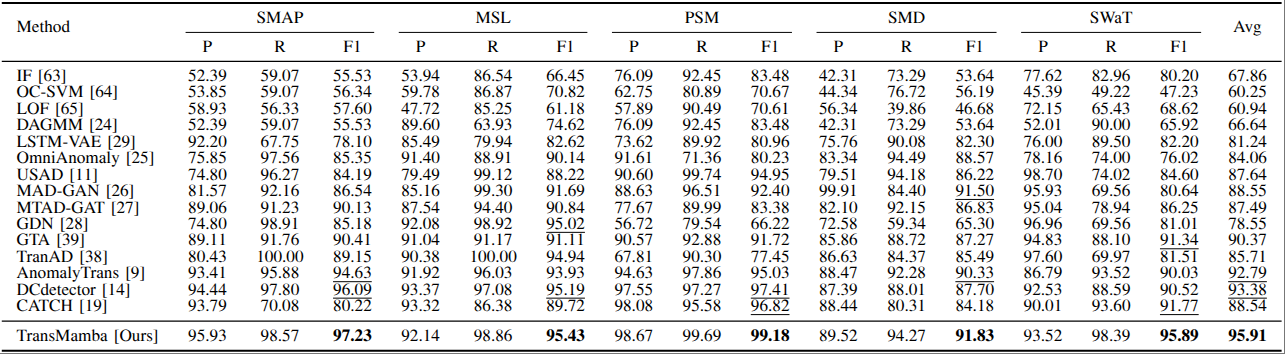 Method SMAP MSL PSM SMD SWaT Avg
P R F1 P R F1 P R F1 P R F1 P R F1
IF [63] 52.39 59.07 55.53 53.94 86.54 66.45 76.09 92.45 83.48 42.31 73.29 53.64 77.62 82.96 80.20 67.86
OC-SVM [64] 53.85 59.07 56.34 59.78 86.87 70.82 62.75 80.89 70.67 44.34 76.72 56.19 45.39 49.22 47.23 60.25
LOF [65] 58.93 56.33 57.60 47.72 85.25 61.18 57.89 90.49 70.61 56.34 39.86 46.68 72.15 65.43 68.62 60.94
DAGMM [24] 52.39 59.07 55.53 89.60 63.93 74.62 76.09 92.45 83.48 42.31 73.29 53.64 52.01 90.00 65.92 66.64
LSTM-VAE [29] 92.20 67.75 78.10 85.49 79.94 82.62 73.62 89.92 80.96 75.76 90.08 82.30 76.00 89.50 82.20 81.24
OmniAnomaly [25] 75.85 97.56 85.35 91.40 88.91 90.14 91.61 71.36 80.23 83.34 94.49 88.57 78.16 74.00 76.02 84.06
USAD [11] 74.80 96.27 84.19 79.49 99.12 88.22 90.60 99.74 94.95 79.51 94.18 86.22 98.70 74.02 84.60 87.64
MAD-GAN [26] 81.57 92.16 86.54 85.16 99.30 91.69 88.63 96.51 92.40 99.91 84.40 91.50 95.93 69.56 80.64 88.55
MTAD-GAT [27] 89.06 91.23 90.13 87.54 94.40 90.84 77.67 89.99 83.38 82.10 92.15 86.83 95.04 78.94 86.25 87.49
GDN [28] 74.80 98.91 85.18 92.08 98.92 95.02 56.72 79.54 66.22 72.58 59.34 65.30 96.96 69.56 81.01 78.55
GTA [39] 89.11 91.76 90.41 91.04 91.17 91.11 90.57 92.88 91.72 85.86 88.72 87.27 94.83 88.10 91.34 90.37
TranAD [38] 80.43 100.00 89.15 90.38 100.00 94.94 67.81 90.30 77.45 86.63 84.37 85.49 97.60 69.97 81.51 85.71
AnomalyTrans [9] 93.41 95.88 94.63 91.92 96.03 93.93 94.63 97.86 95.03 88.47 92.28 90.33 86.79 93.52 90.03 92.79
DCdetector [14] 94.44 97.80 96.09 93.37 97.08 95.19 97.55 97.27 97.41 87.39 88.01 87.70 92.53 88.59 90.52 93.38
CATCH [19] 93.79 70.08 80.22 93.32 86.38 89.72 98.08 95.58 96.82 88.44 80.31 84.18 90.01 93.60 91.77 88.54
TransMamba [Ours] 95.93 98.57 97.23 92.14 98.86 95.43 98.67 99.69 99.18 89.52 94.27 91.83 93.52 98.39 95.89 95.91